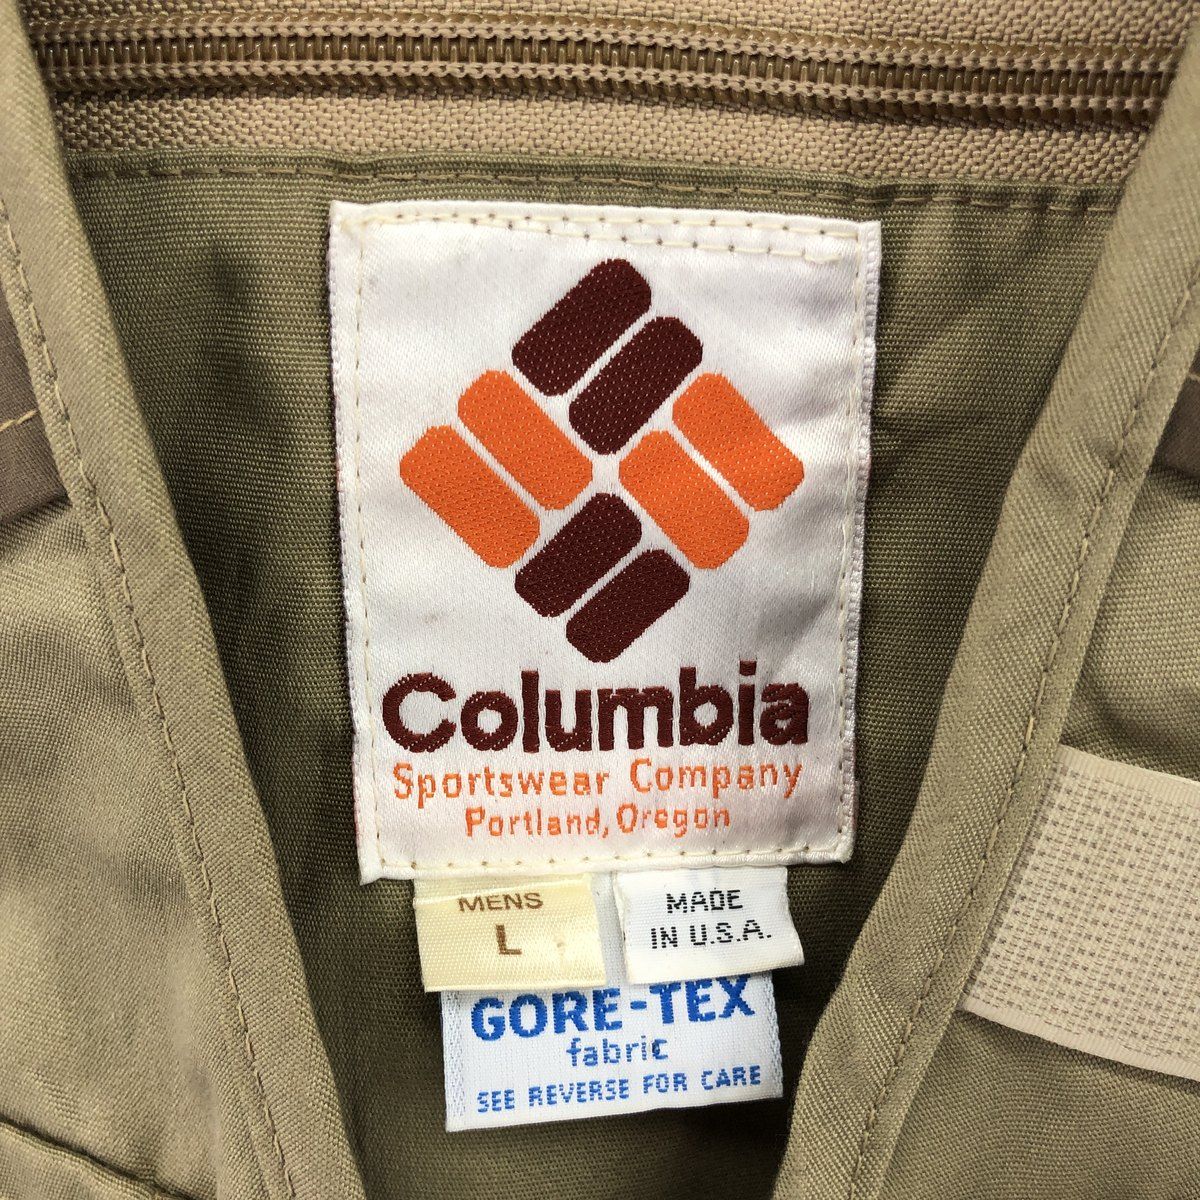 Columbia
Sportswear Company
Portland, Oregon
MENS
L
MADE
IN U.S.A.
GORE-TEX
fabric
SEE REVERSE FOR CARE